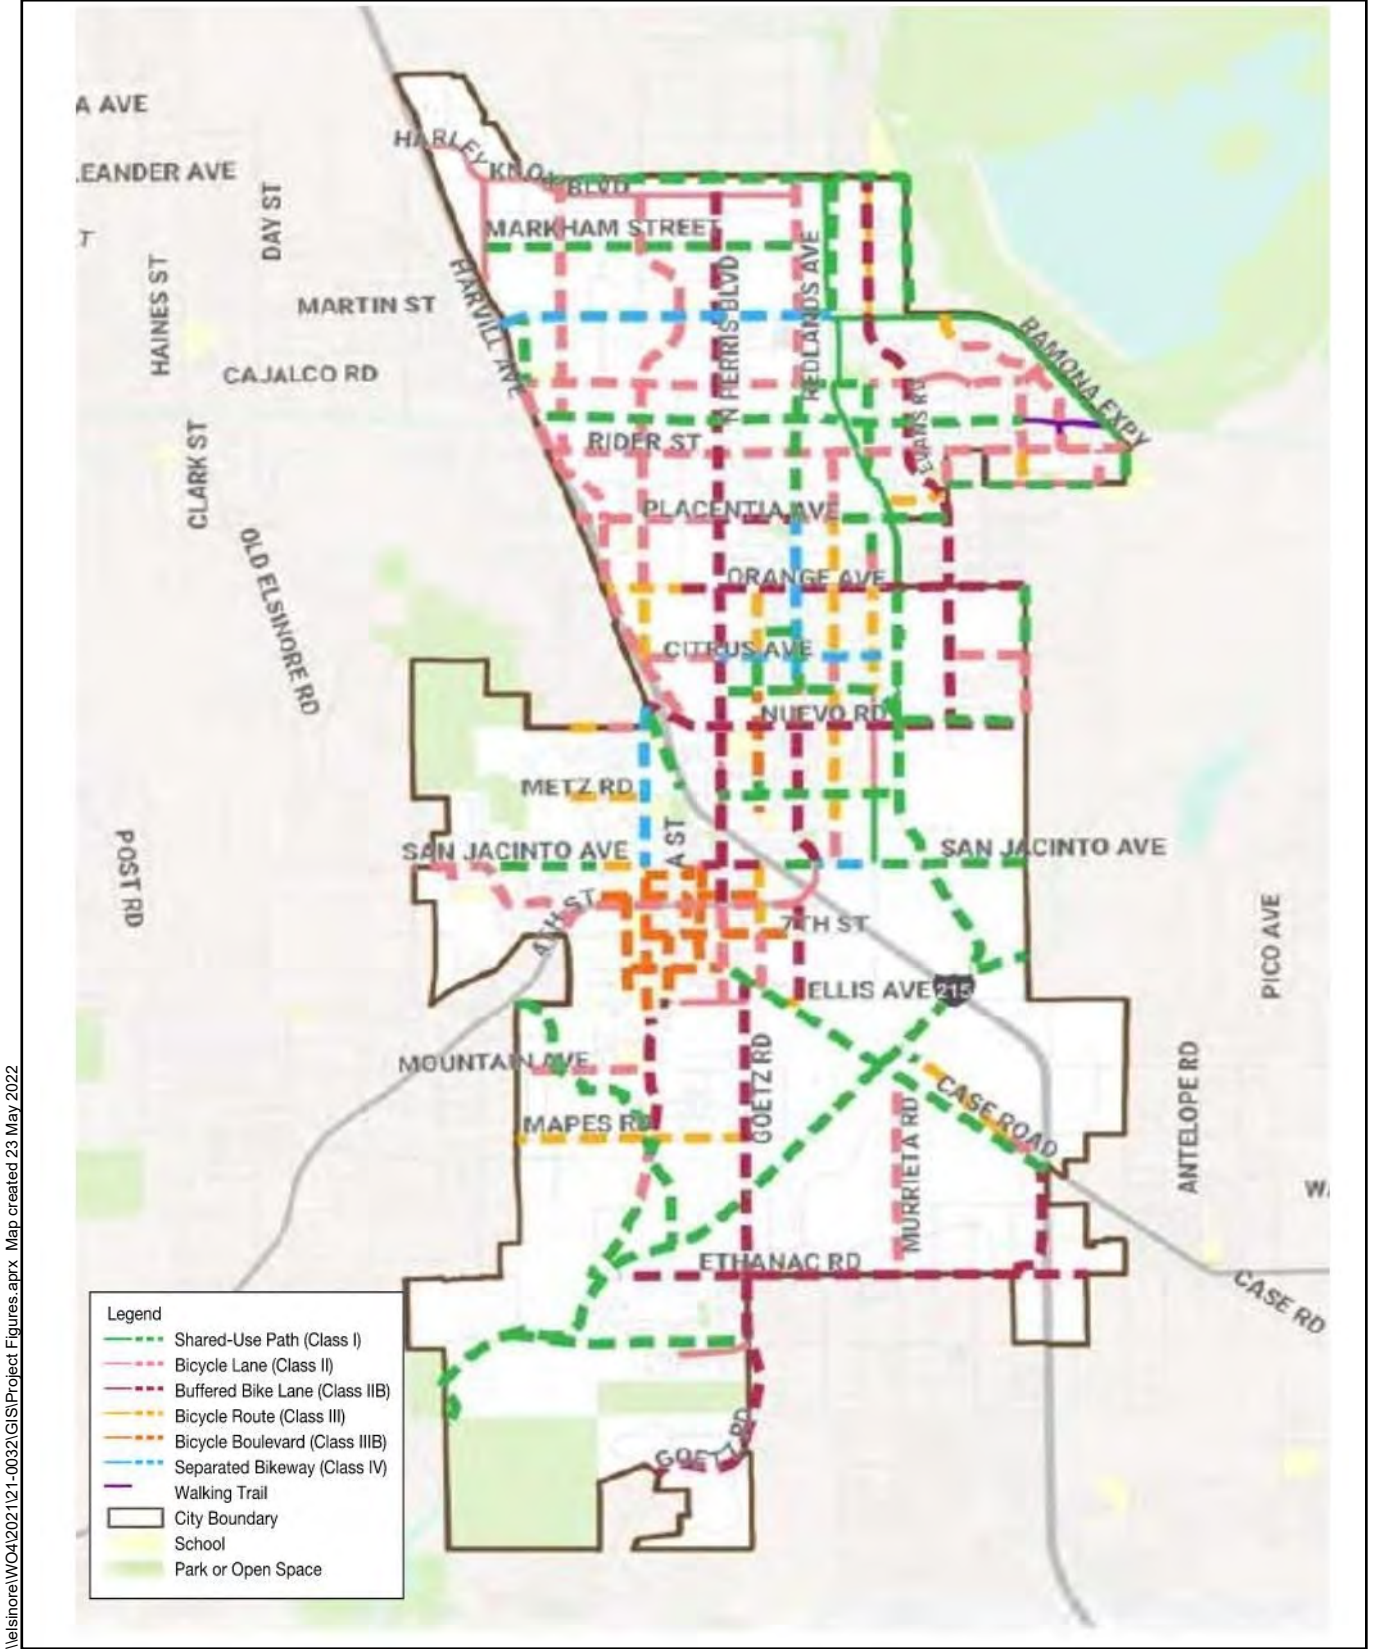 A AVE
LEANDER AVE
DAY ST
HAINES ST
MARTIN ST
CAJALCO RD
CLARK ST
OLD ELSINORE RD
POST RD
HARLEY KNOX BLVD
MARKHAM STREET
HARVILL AVE
N PERRIS BLVD
REDLANDS AVE
RAMONA EXPY
EVANS RD
RIDER ST
PLACENTIA AVE
ORANGE AVE
CITRUS AVE
NUEVO RD
METZ RD
A ST
SAN JACINTO AVE
SAN JACINTO AVE
4TH ST
7TH ST
ELLIS AVE
215
PICO AVE
MOUNTAIN AVE
GOETZ RD
MAPES RD
CASE ROAD
MURRIETA RD
ANTELOPE RD
ETHANAC RD
CASE RD
GOETZ RD
Legend
Shared-Use Path (Class I)
Bicycle Lane (Class II)
Buffered Bike Lane (Class IIB)
Bicycle Route (Class III)
Bicycle Boulevard (Class IIIB)
Separated Bikeway (Class IV)
Walking Trail
City Boundary
School
Park or Open Space
\\elsinore\WO4\2021\21-0032\GIS\Project Figures.aprx Map created 23 May 2022